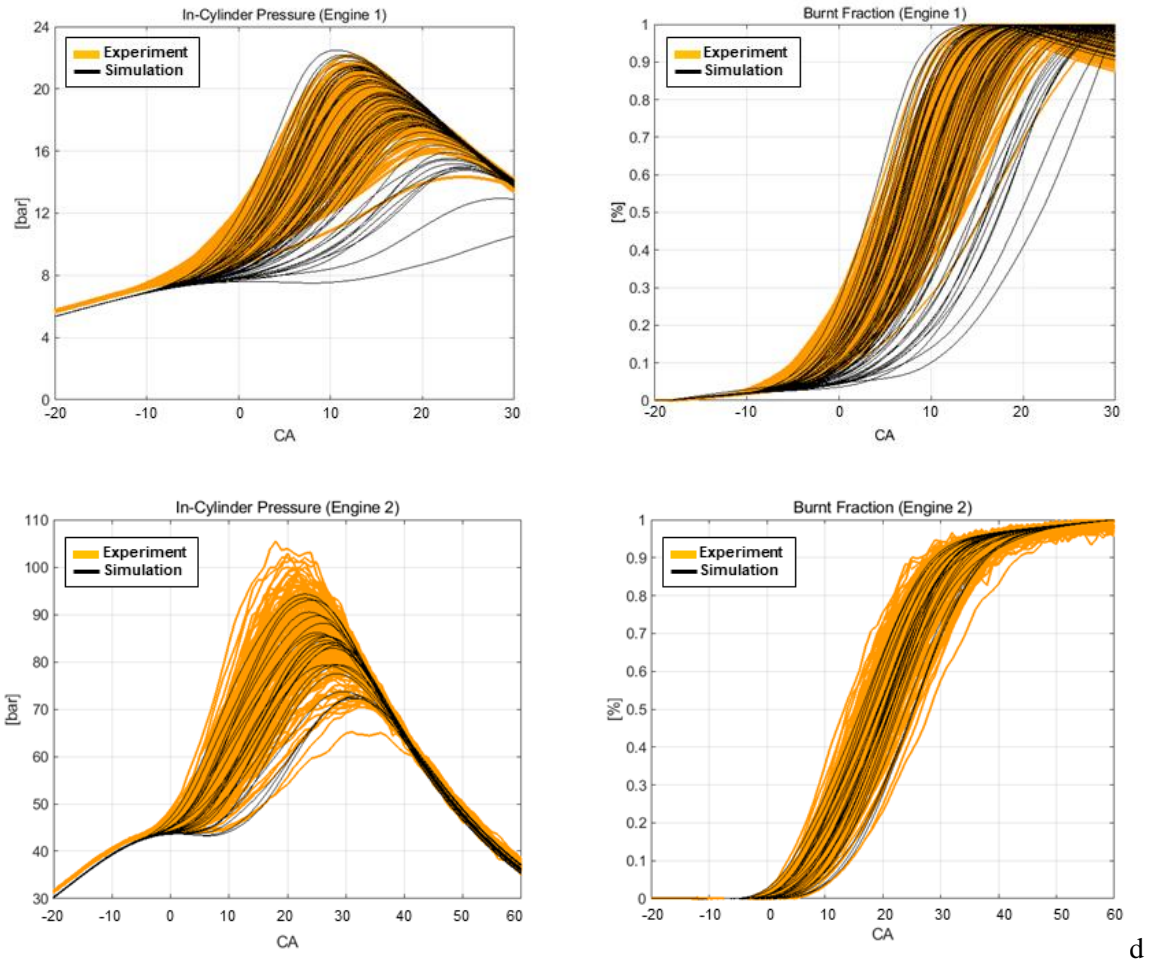 In-Cylinder Pressure (Engine 1)
24
20
16
12
8
4
0
[bar]
Experiment
Simulation
-20 -10 0 10 20 30
CA
Burnt Fraction (Engine 1)
1
0.9
0.8
0.7
0.6
0.5
0.4
0.3
0.2
0.1
0
[%]
Experiment
Simulation
-20 -10 0 10 20 30
CA
In-Cylinder Pressure (Engine 2)
110
100
90
80
70
60
50
40
30
[bar]
Experiment
Simulation
-20 -10 0 10 20 30 40 50 60
CA
Burnt Fraction (Engine 2)
1
0.9
0.8
0.7
0.6
0.5
0.4
0.3
0.2
0.1
0
[%]
Experiment
Simulation
-20 -10 0 10 20 30 40 50 60
CA
d